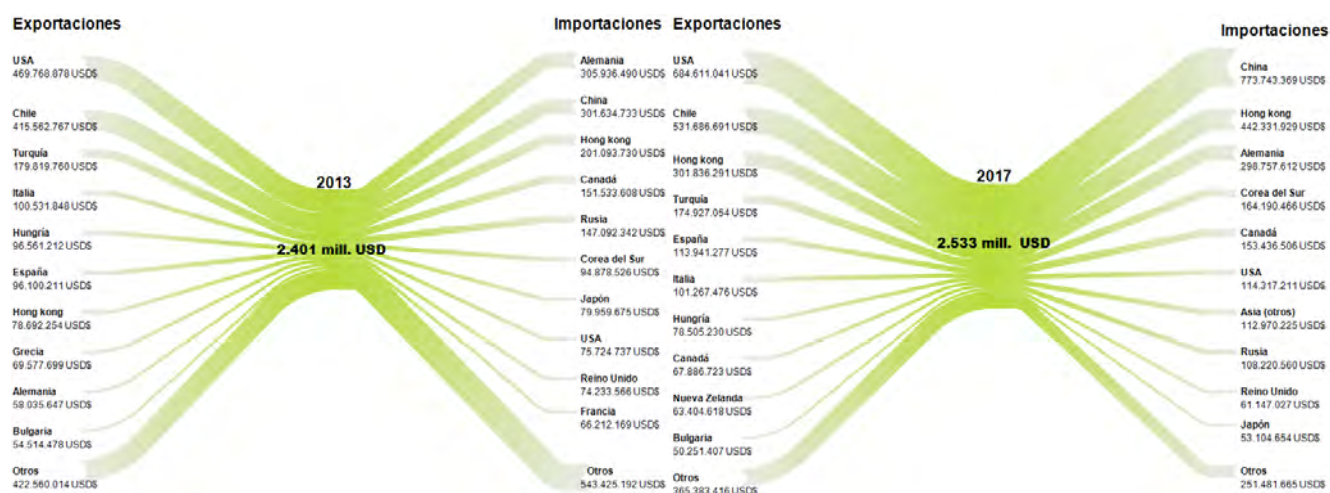 Exportaciones
USA
469.768.878 USD$
Chile
415.562.767 USD$
Turquía
179.819.760 USD$
Italia
100.531.848 USD$
Hungría
96.561.212 USD$
España
96.100.211 USD$
Hong kong
78.692.254 USD$
Grecia
69.577.699 USD$
Alemania
58.035.647 USD$
Bulgaria
54.514.478 USD$
Otros
422.560.014 USD$
2013
2.401 mill. USD
Importaciones
Alemania
305.936.490 USD$
China
301.634.733 USD$
Hong kong
201.093.730 USD$
Canadá
151.533.608 USD$
Rusia
147.092.342 USD$
Corea del Sur
94.878.526 USD$
Japón
79.959.675 USD$
USA
75.724.737 USD$
Reino Unido
74.233.566 USD$
Francia
66.212.169 USD$
Otros
543.425.192 USD$
Exportaciones
USA
684.611.041 USD$
Chile
531.686.691 USD$
Hong kong
301.836.291 USD$
Turquía
174.927.054 USD$
España
113.941.277 USD$
Italia
101.267.476 USD$
Hungría
78.505.230 USD$
Canadá
67.886.723 USD$
Nueva Zelanda
63.404.618 USD$
Bulgaria
50.251.407 USD$
Otros
365.383.416 USD$
2017
2.533 mill. USD
Importaciones
China
773.743.369 USD$
Hong kong
442.331.929 USD$
Alemania
298.757.612 USD$
Corea del Sur
164.190.466 USD$
Canadá
153.436.506 USD$
USA
114.317.211 USD$
Asia (otros)
112.970.225 USD$
Rusia
108.220.560 USD$
Reino Unido
61.147.027 USD$
Japón
53.104.654 USD$
Otros
251.481.665 USD$